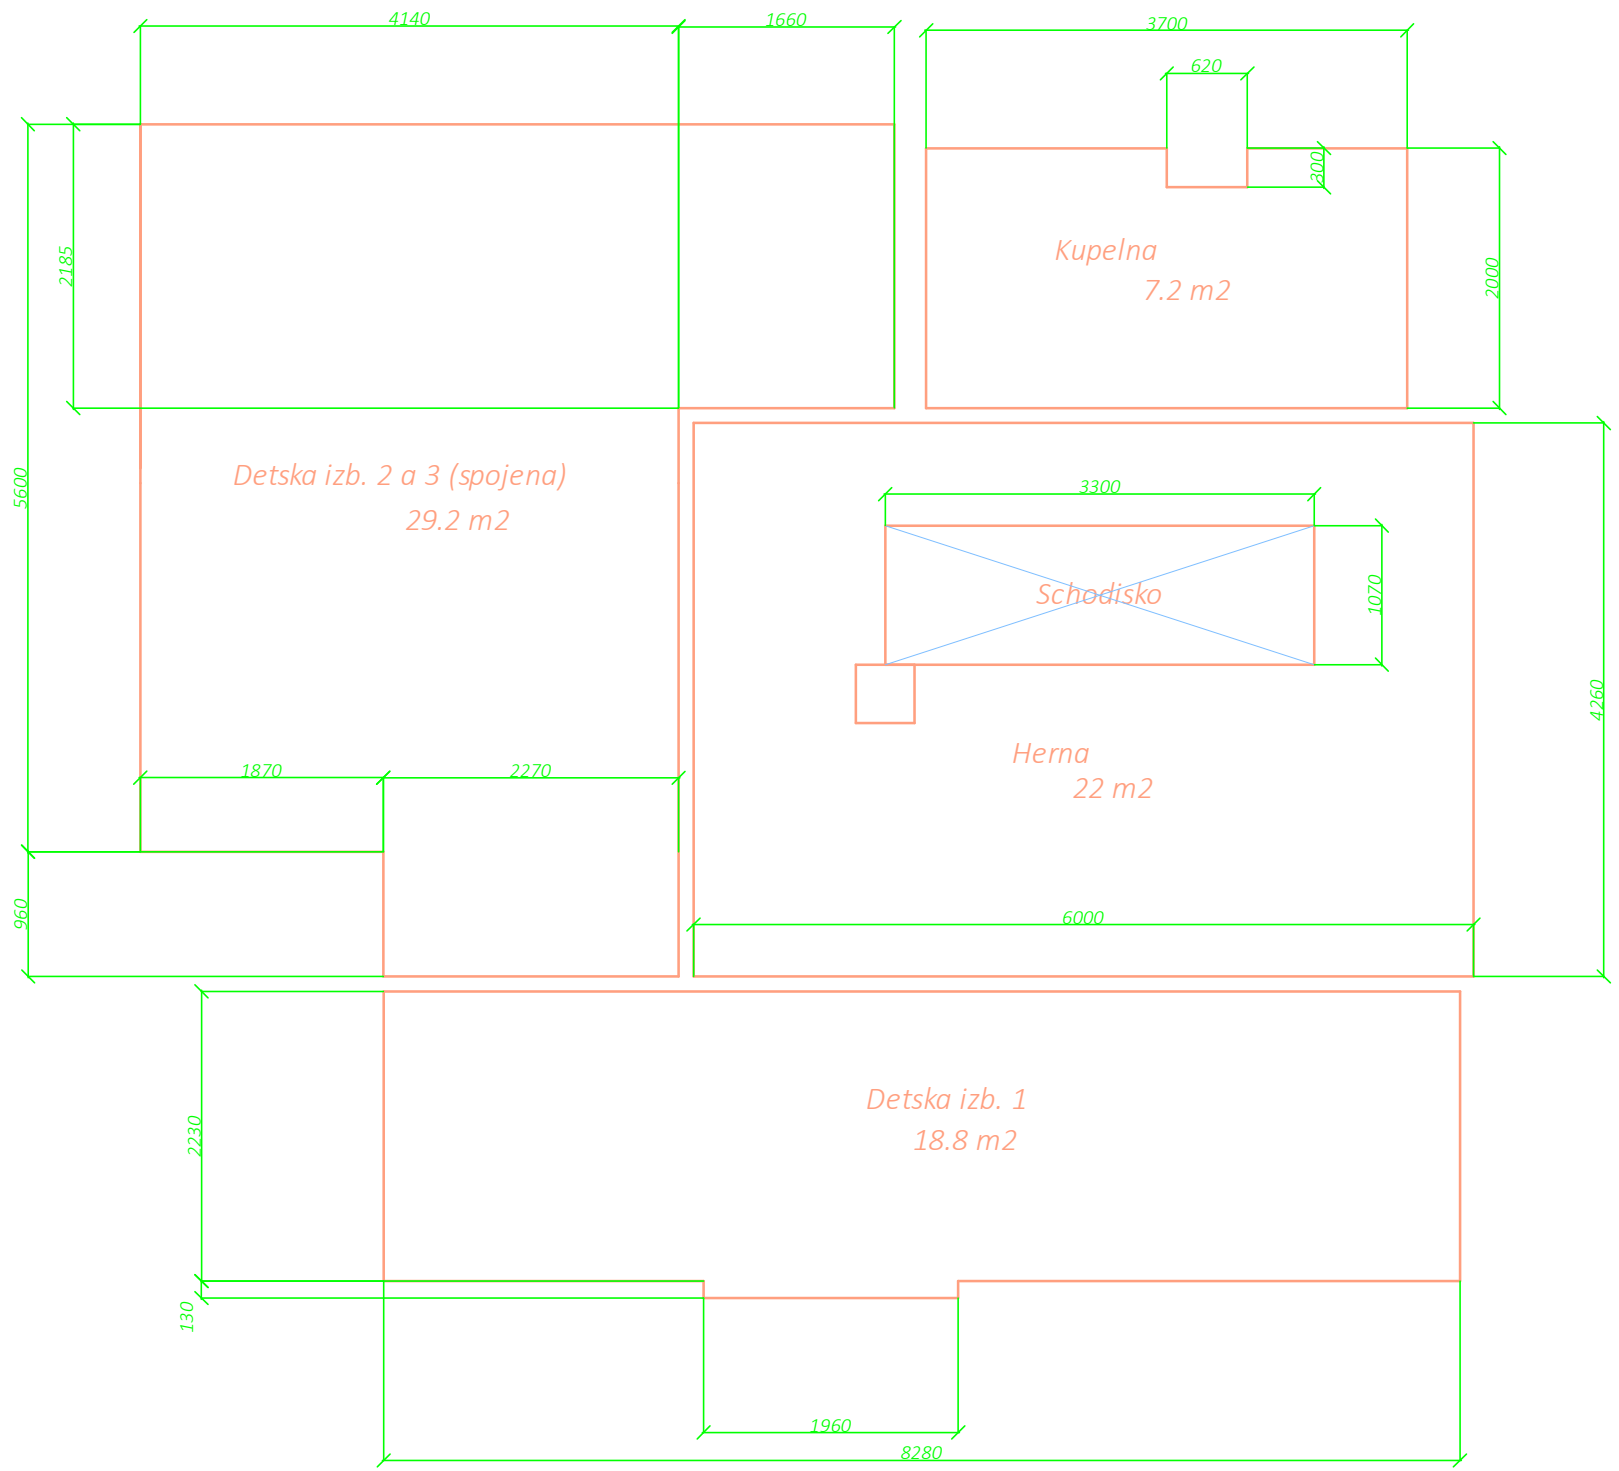 4140
1660
3700
620
300
2185
Kupelna
7.2 m2
2000
5600
Detska izb. 2 a 3 (spojena)
29.2 m2
3300
Schodisko
1070
4260
Herna
22 m2
1870
2270
960
6000
Detska izb. 1
18.8 m2
2230
130
1960
8280